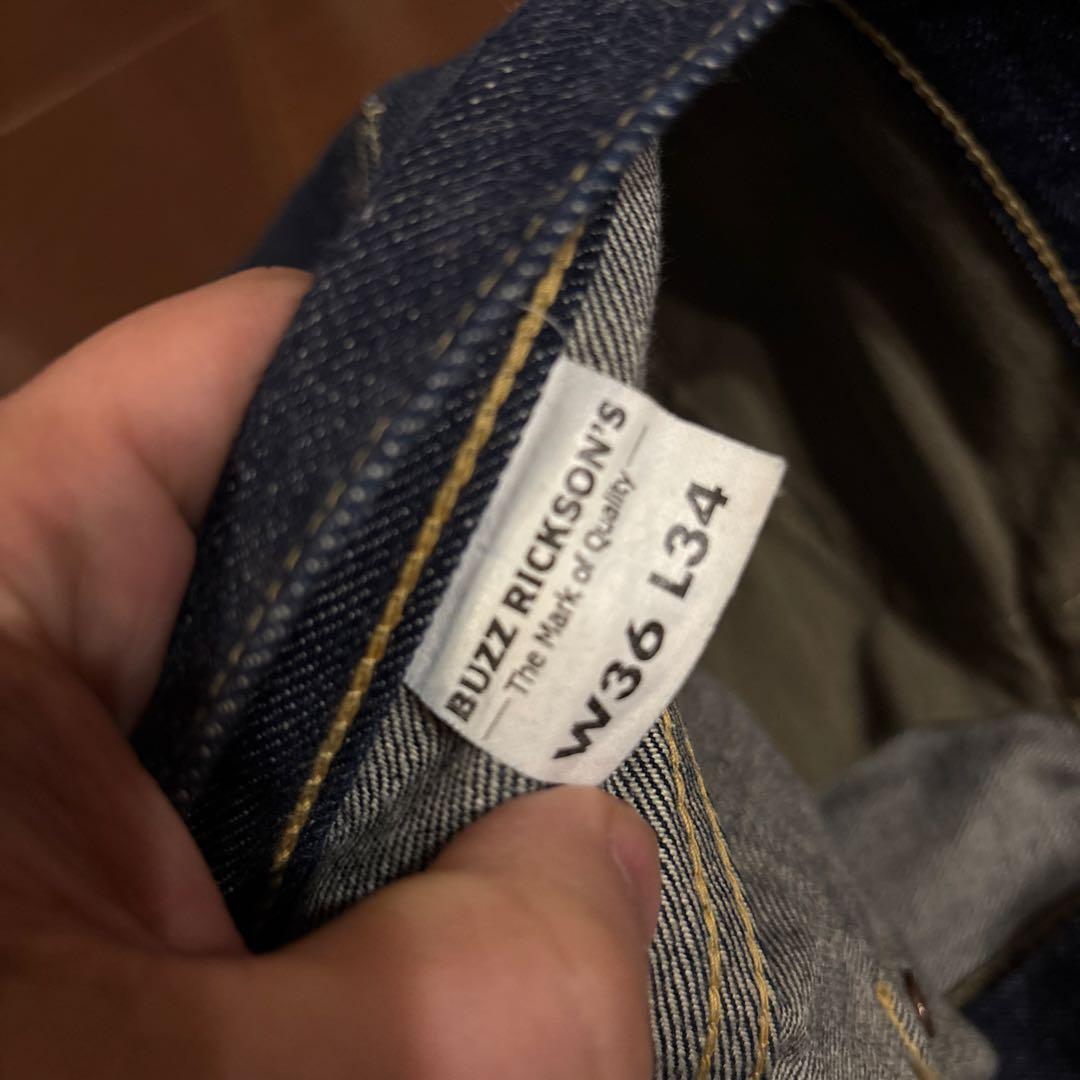 BUZZ RICKSON'S
The Mark of Quality
W36 L34